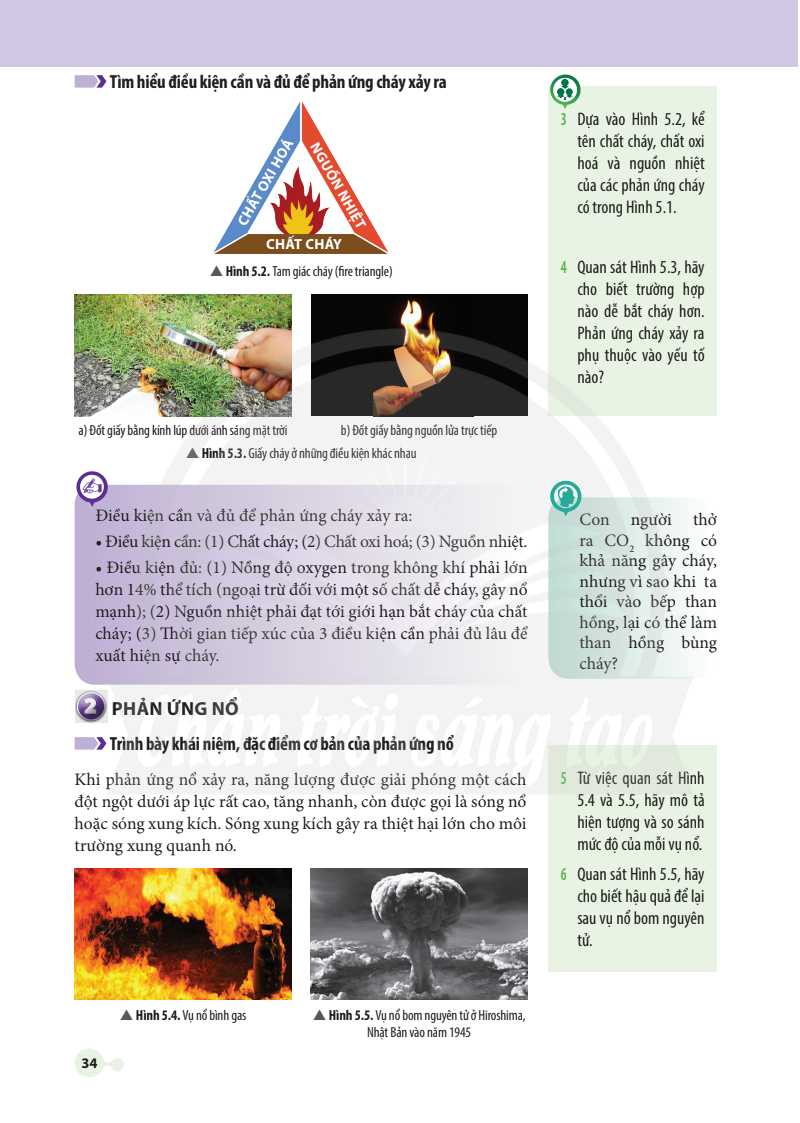 Tìm hiểu điều kiện cần và đủ để phản ứng cháy xảy ra
CHẤT OXI HOÁ
NGUỒN NHIỆT
CHẤT CHÁY
▲ Hình 5.2. Tam giác cháy (fire triangle)
a) Đốt giấy bằng kính lúp dưới ánh sáng mặt trời
b) Đốt giấy bằng nguồn lửa trực tiếp
▲ Hình 5.3. Giấy cháy ở những điều kiện khác nhau
3 Dựa vào Hình 5.2, kể
tên chất cháy, chất oxi
hoá và nguồn nhiệt
của các phản ứng cháy
có trong Hình 5.1.
4 Quan sát Hình 5.3, hãy
cho biết trường hợp
nào dễ bắt cháy hơn.
Phản ứng cháy xảy ra
phụ thuộc vào yếu tố
nào?
Điều kiện cần và đủ để phản ứng cháy xảy ra:
• Điều kiện cần: (1) Chất cháy; (2) Chất oxi hoá; (3) Nguồn nhiệt.
• Điều kiện đủ: (1) Nồng độ oxygen trong không khí phải lớn
hơn 14% thể tích (ngoại trừ đối với một số chất dễ cháy, gây nổ
mạnh); (2) Nguồn nhiệt phải đạt tới giới hạn bắt cháy của chất
cháy; (3) Thời gian tiếp xúc của 3 điều kiện cần phải đủ lâu để
xuất hiện sự cháy.
Con người thở
ra CO₂ không có
khả năng gây cháy,
nhưng vì sao khi ta
thổi vào bếp than
hồng, lại có thể làm
than hồng bùng
cháy?
2 PHẢN ỨNG NỔ
Trình bày khái niệm, đặc điểm cơ bản của phản ứng nổ
Khi phản ứng nổ xảy ra, năng lượng được giải phóng một cách
đột ngột dưới áp lực rất cao, tăng nhanh, còn được gọi là sóng nổ
hoặc sóng xung kích. Sóng xung kích gây ra thiệt hại lớn cho môi
trường xung quanh nó.
5 Từ việc quan sát Hình
5.4 và 5.5, hãy mô tả
hiện tượng và so sánh
mức độ của mỗi vụ nổ.
6 Quan sát Hình 5.5, hãy
cho biết hậu quả để lại
sau vụ nổ bom nguyên
tử.
▲ Hình 5.4. Vụ nổ bình gas
▲ Hình 5.5. Vụ nổ bom nguyên tử ở Hiroshima,
Nhật Bản vào năm 1945
34
Chân trời sáng tạo